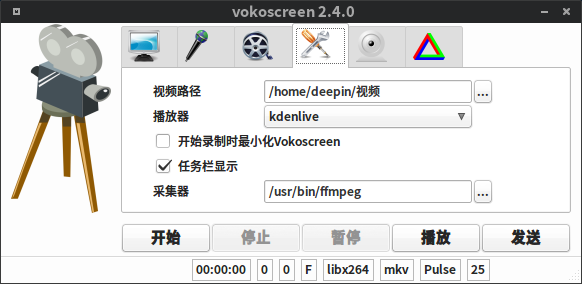 vokoscreen 2.4.0
视频路径 /home/deepin/视频 ...
播放器 kdenlive
开始录制时最小化Vokoscreen
任务栏显示
采集器 /usr/bin/ffmpeg ...
开始 停止 暂停 播放 发送
00:00:00 0 0 F libx264 mkv Pulse 25